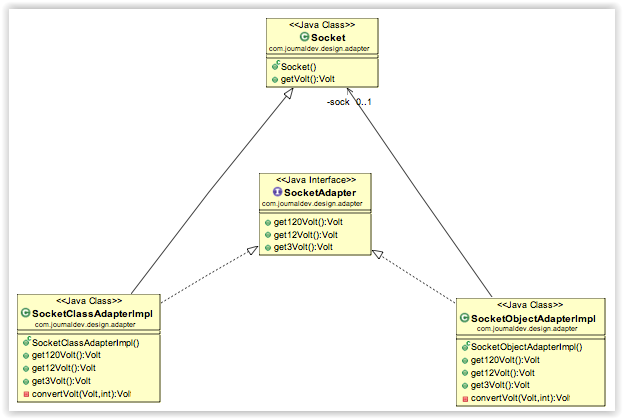 <<Java Class>>
Socket
com.journaldev.design.adapter
Socket()
getVolt():Volt
-sock 0..1
<<Java Interface>>
SocketAdapter
com.journaldev.design.adapter
get120Volt():Volt
get12Volt():Volt
get3Volt():Volt
<<Java Class>>
SocketClassAdapterImpl
com.journaldev.design.adapter
SocketClassAdapterImpl()
get120Volt():Volt
get12Volt():Volt
get3Volt():Volt
convertVolt(Volt,int):Volt
<<Java Class>>
SocketObjectAdapterImpl
com.journaldev.design.adapter
SocketObjectAdapterImpl()
get120Volt():Volt
get12Volt():Volt
get3Volt():Volt
convertVolt(Volt,int):Volt